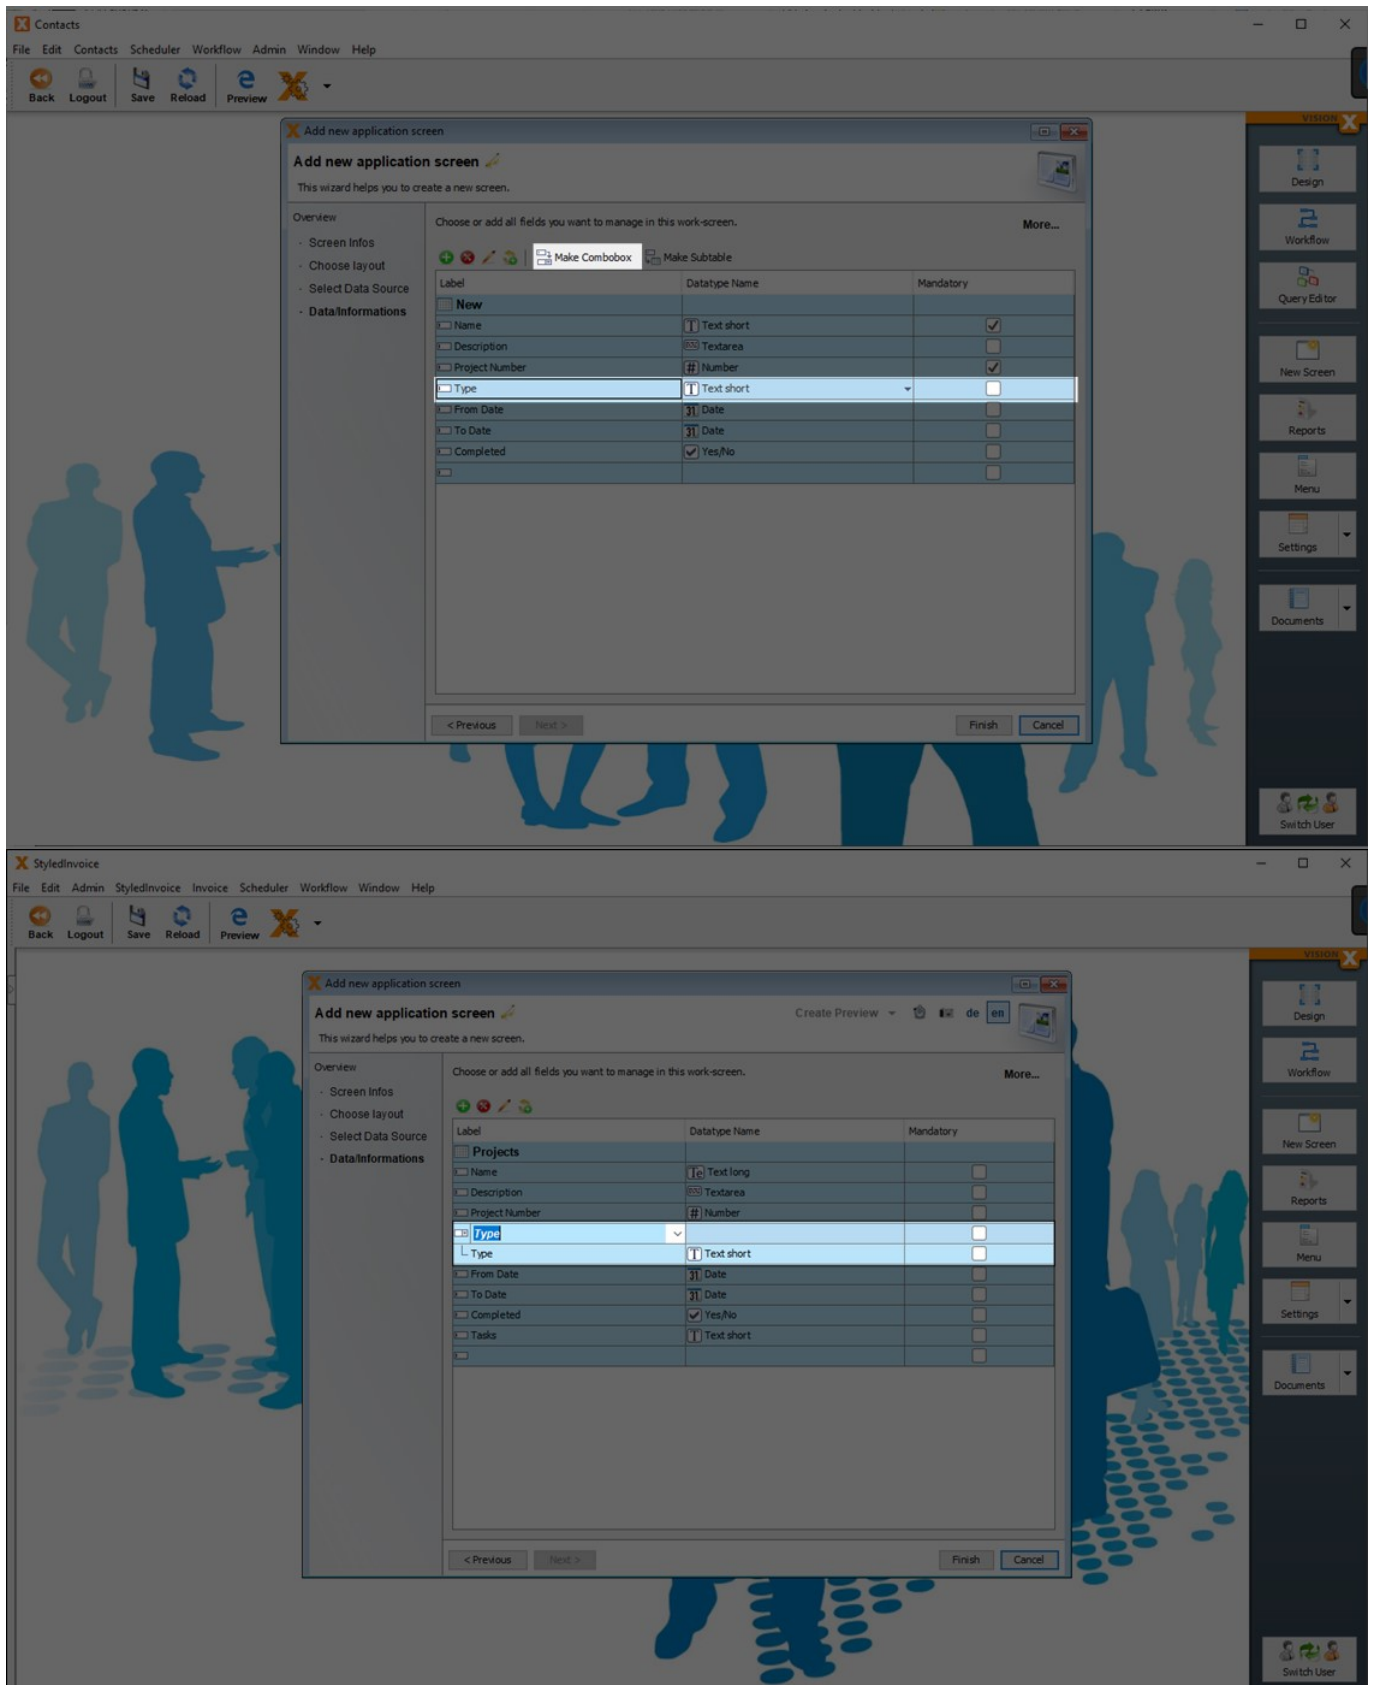 Contacts
File Edit Contacts Scheduler Workflow Admin Window Help
Back Logout Save Reload Preview
VISION X
Add new application screen
Add new application screen
This wizard helps you to create a new screen.
Overview
· Screen Infos
· Choose layout
· Select Data Source
· Data/Informations
Choose or add all fields you want to manage in this work-screen.
More...
Make Combobox Make Subtable
Label Datatype Name Mandatory
New
Name T Text short
Description Textarea
Project Number # Number
Type T Text short
From Date 31 Date
To Date 31 Date
Completed Yes/No
< Previous Next > Finish Cancel
Design
Workflow
Query Editor
New Screen
Reports
Menu
Settings
Documents
Switch User
StyledInvoice
File Edit Admin StyledInvoice Invoice Scheduler Workflow Window Help
Back Logout Save Reload Preview
VISION X
Add new application screen
Add new application screen
Create Preview de en
This wizard helps you to create a new screen.
Overview
· Screen Infos
· Choose layout
· Select Data Source
· Data/Informations
Choose or add all fields you want to manage in this work-screen.
More...
Label Datatype Name Mandatory
Projects
Name Te Text long
Description Textarea
Project Number # Number
Type
Type T Text short
From Date 31 Date
To Date 31 Date
Completed Yes/No
Tasks T Text short
< Previous Next > Finish Cancel
Design
Workflow
New Screen
Reports
Menu
Settings
Documents
Switch User